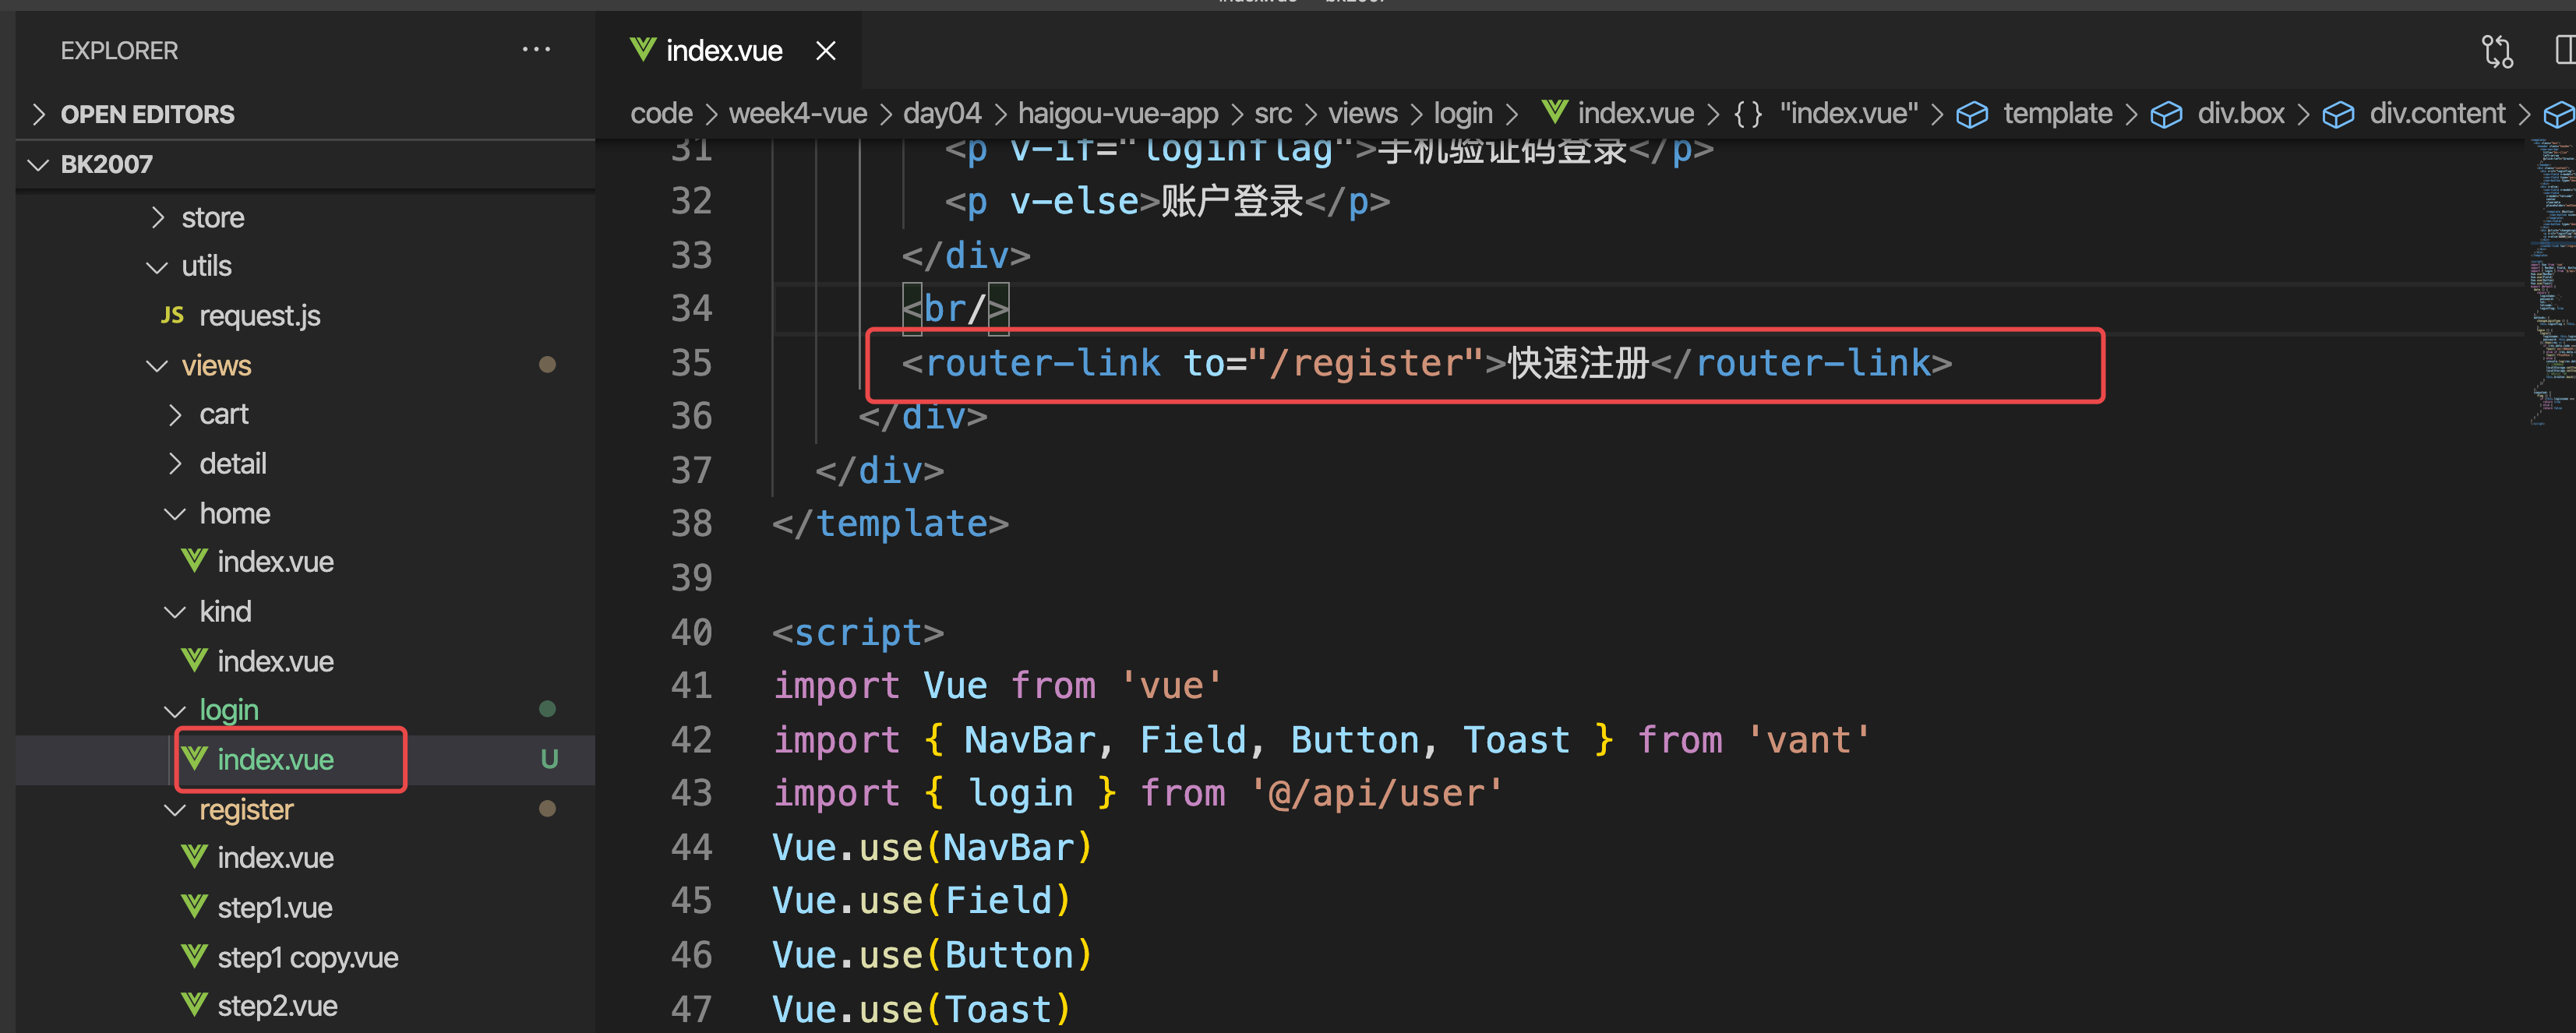 EXPLORER ···
OPEN EDITORS
BK2007
store
utils
JS request.js
views
cart
detail
home
index.vue
kind
index.vue
login
index.vue U
register
index.vue
step1.vue
step1 copy.vue
step2.vue
index.vue
code > week4-vue > day04 > haigou-vue-app > src > views > login > index.vue > {} "index.vue" > template > div.box > div.content >
31 <p v-if="loginflag">手机验证码登录</p>
32 <p v-else>账户登录</p>
33 </div>
34 <br/>
35 <router-link to="/register">快速注册</router-link>
36 </div>
37 </div>
38 </template>
39
40 <script>
41 import Vue from 'vue'
42 import { NavBar, Field, Button, Toast } from 'vant'
43 import { login } from '@/api/user'
44 Vue.use(NavBar)
45 Vue.use(Field)
46 Vue.use(Button)
47 Vue.use(Toast)